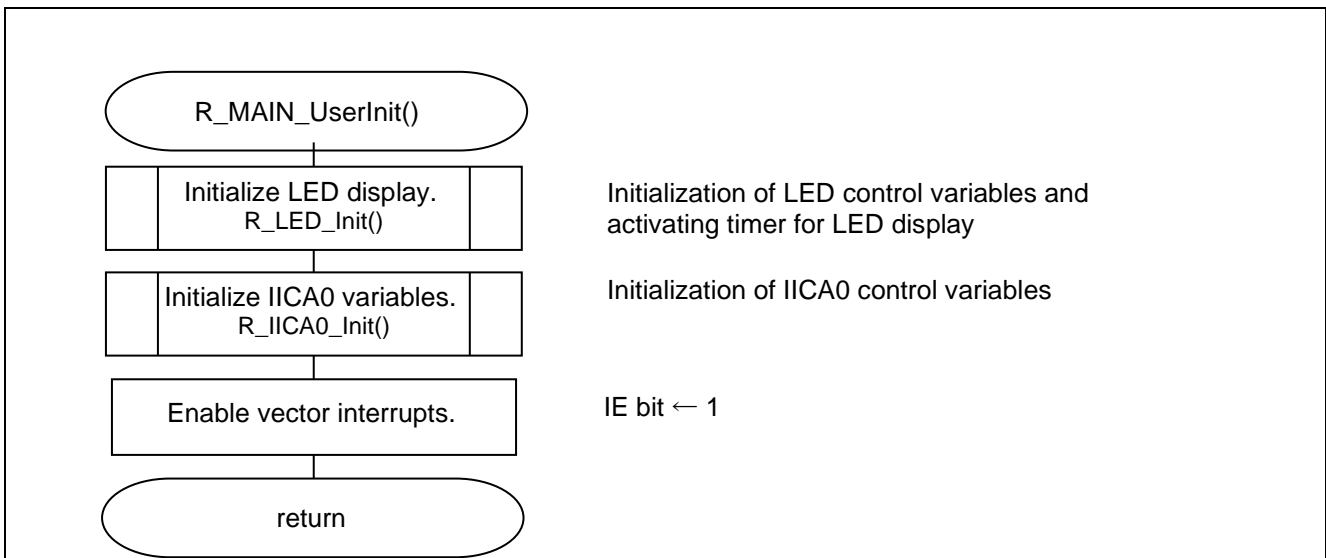 R_MAIN_UserInit()
Initialize LED display.
R_LED_Init()
Initialization of LED control variables and
activating timer for LED display
Initialize IICA0 variables.
R_IICA0_Init()
Initialization of IICA0 control variables
Enable vector interrupts.
IE bit ← 1
return